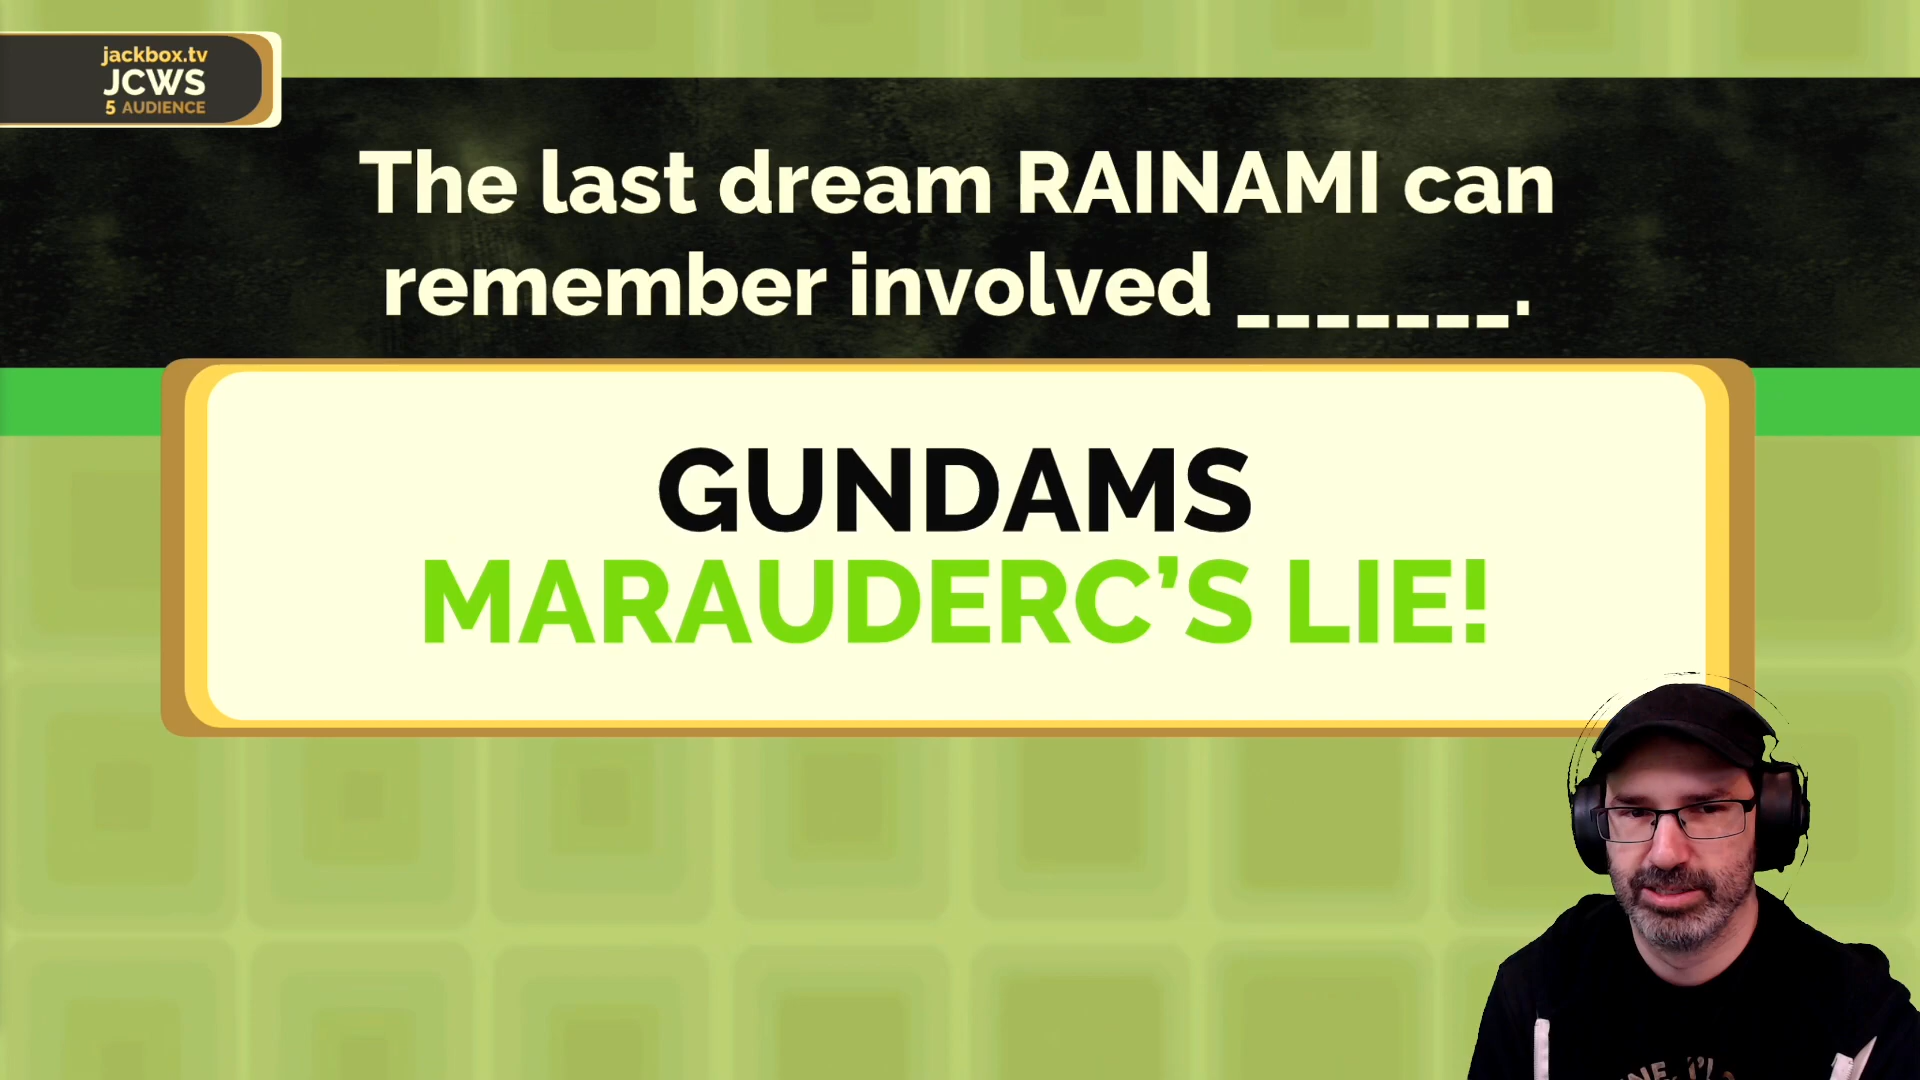 jackbox.tv
JCWS
5 AUDIENCE
The last dream RAINAMI can
remember involved _______.
GUNDAMS
MARAUDERC'S LIE!